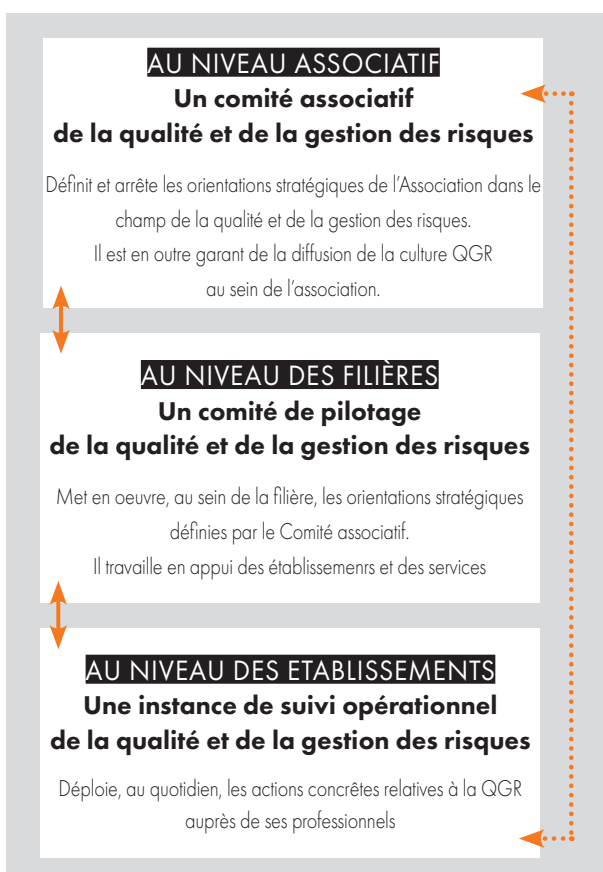 AU NIVEAU ASSOCIATIF
Un comité associatif
de la qualité et de la gestion des risques
Définit et arrête les orientations stratégiques de l'Association dans le
champ de la qualité et de la gestion des risques.
Il est en outre garant de la diffusion de la culture QGR
au sein de l'association.
AU NIVEAU DES FILIÈRES
Un comité de pilotage
de la qualité et de la gestion des risques
Met en oeuvre, au sein de la filière, les orientations stratégiques
définies par le Comité associatif.
Il travaille en appui des établissemenrs et des services
AU NIVEAU DES ETABLISSEMENTS
Une instance de suivi opérationnel
de la qualité et de la gestion des risques
Déploie, au quotidien, les actions concrêtes relatives à la QGR
auprès de ses professionnels